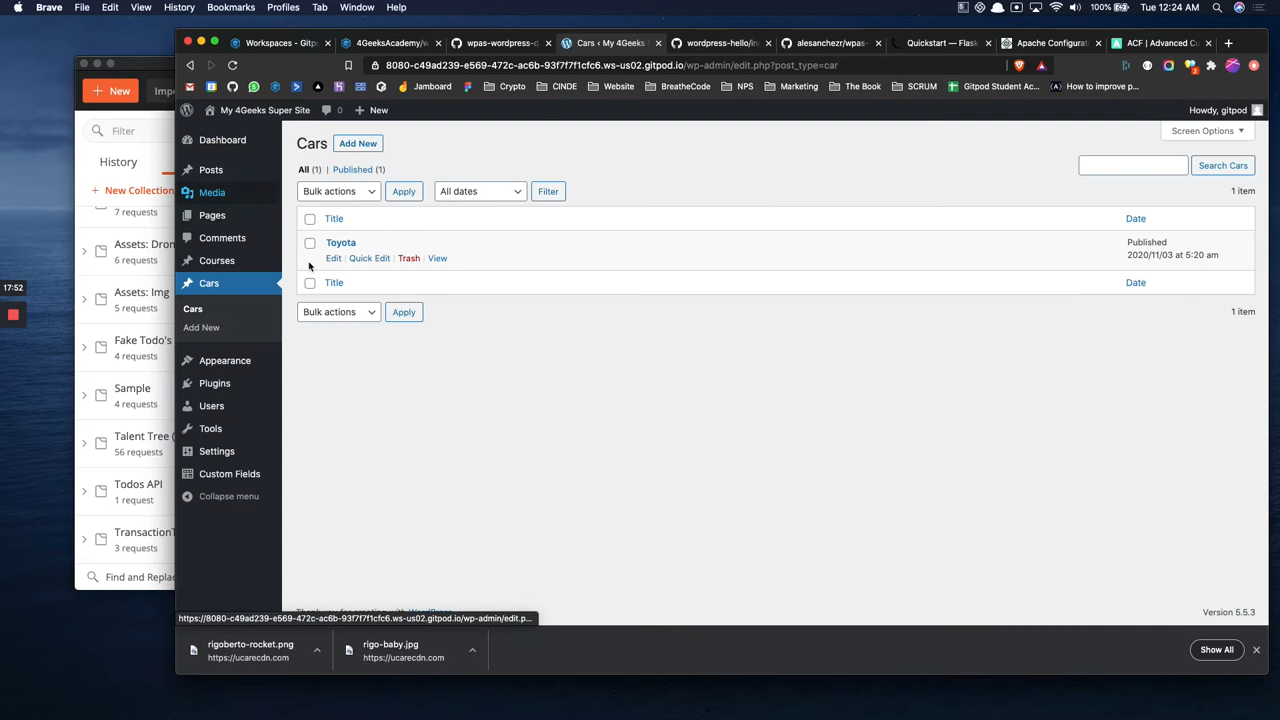 Brave File Edit View History Bookmarks Profiles Tab Window Help 100% Tue 12:24 AM
Workspaces - Gitp 4GeeksAcademy/w wpas-wordpress-d Cars ‹ My 4Geeks wordpress-hello/in alesanchezr/wpas- Quickstart — Flask Apache Configurat ACF | Advanced Cu
8080-c49ad239-e569-472c-ac6b-93f7f7f1cfc6.ws-us02.gitpod.io/wp-admin/edit.php?post_type=car
Jamboard Crypto CINDE Website BreatheCode NPS Marketing The Book SCRUM Gitpod Student Ac... How to improve p...
My 4Geeks Super Site 0 New Howdy, gitpod
New Impo
Filter
History
New Collection
7 requests
Assets: Dron
6 requests
Assets: Img
5 requests
Fake Todo's
4 requests
Sample
4 requests
Talent Tree (
56 requests
Todos API
1 request
TransactionT
3 requests
Find and Replac
17:52
Dashboard
Posts
Media
Pages
Comments
Courses
Cars
Cars
Add New
Appearance
Plugins
Users
Tools
Settings
Custom Fields
Collapse menu
Screen Options
Cars Add New
All (1) | Published (1)
Search Cars
Bulk actions Apply All dates Filter 1 item
Title Date
Toyota Published
Edit | Quick Edit | Trash | View 2020/11/03 at 5:20 am
Title Date
Bulk actions Apply 1 item
Version 5.5.3
https://8080-c49ad239-e569-472c-ac6b-93f7f7f1cfc6.ws-us02.gitpod.io/wp-admin/edit.p...
rigoberto-rocket.png
https://ucarecdn.com
rigo-baby.jpg
https://ucarecdn.com
Show All